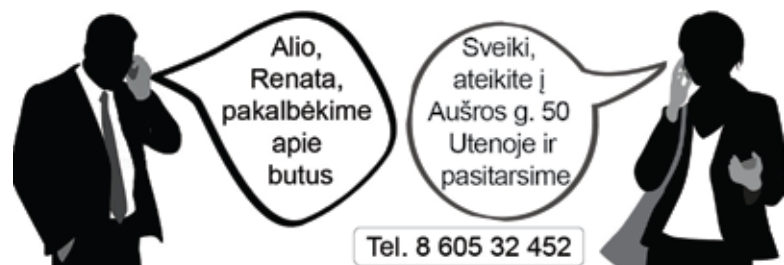 Alio,
Renata,
pakalbėkime
apie
butus
Sveiki,
ateikite į
Aušros g. 50
Utenoje ir
pasitarsime
Tel. 8 605 32 452